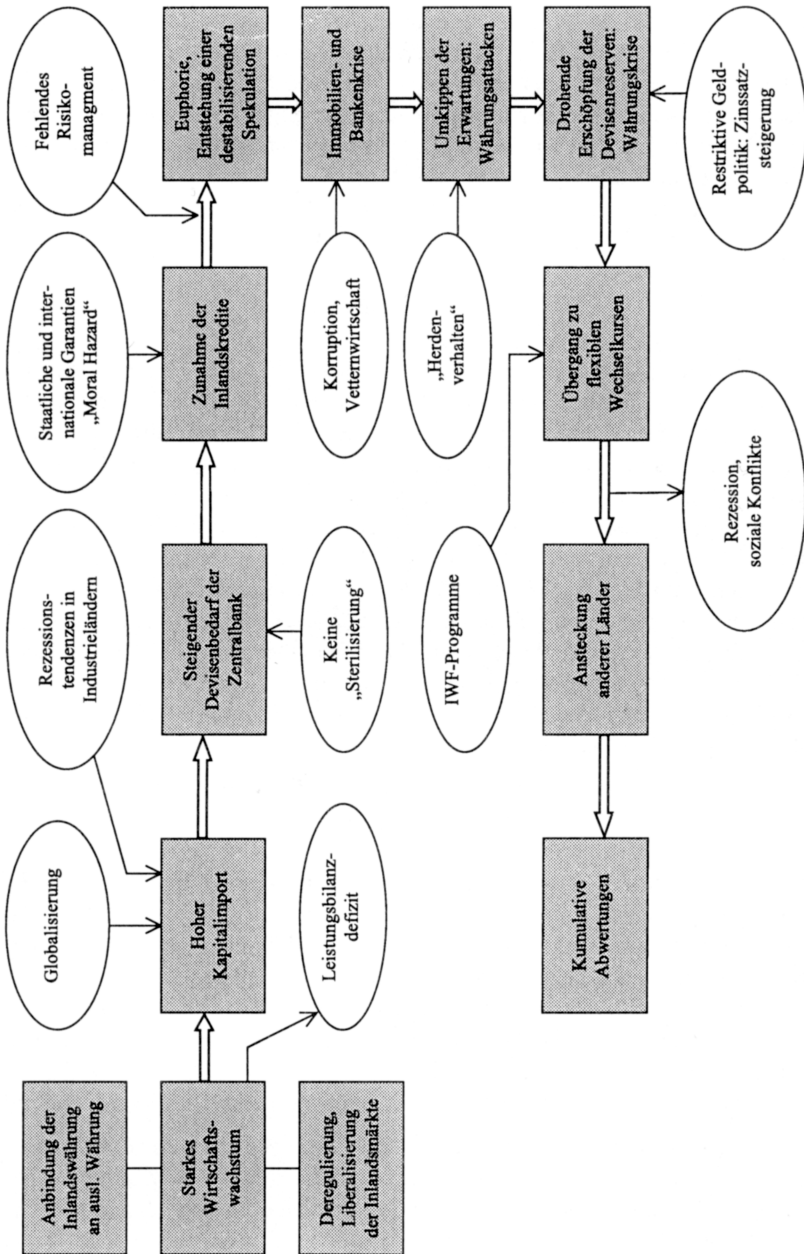 Anbindung der
Inlandswährung
an ausl. Währung
Starkes
Wirtschafts-
wachstum
Deregulierung,
Liberalisierung
der Inlandsmärkte
Globalisierung
Rezessions-
tendenzen in
Industrieländern
Hoher
Kapitalimport
Leistungsbilanz-
defizit
Steigender
Devisenbedarf der
Zentralbank
Keine
„Sterilisierung“
Staatliche und inter-
nationale Garantien
„Moral Hazard“
Zunahme der
Inlandskredite
Fehlendes
Risiko-
managment
Euphorie,
Entstehung einer
destabilisierenden
Spekulation
Korruption,
Vetternwirtschaft
Immobilien- und
Bankenkrise
„Herden-
verhalten“
Umkippen der
Erwartungen:
Währungsattacken
Drohende
Erschöpfung der
Devisenreserven:
Währungskrise
Restriktive Geld-
politik: Zinssatz-
steigerung
IWF-Programme
Übergang zu
flexiblen
Wechselkursen
Rezession,
soziale Konflikte
Ansteckung
anderer Länder
Kumulative
Abwertungen